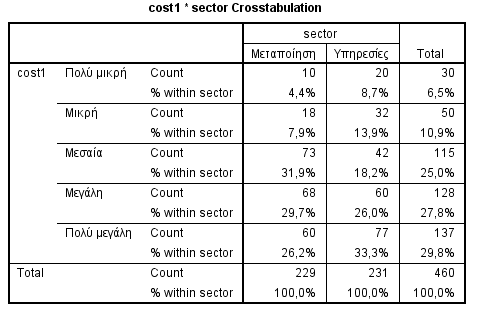 cost1 * sector Crosstabulation
sector
Μεταποίηση Υπηρεσίες Total
cost1 Πολύ μικρή Count 10 20 30
% within sector 4,4% 8,7% 6,5%
Μικρή Count 18 32 50
% within sector 7,9% 13,9% 10,9%
Μεσαία Count 73 42 115
% within sector 31,9% 18,2% 25,0%
Μεγάλη Count 68 60 128
% within sector 29,7% 26,0% 27,8%
Πολύ μεγάλη Count 60 77 137
% within sector 26,2% 33,3% 29,8%
Total Count 229 231 460
% within sector 100,0% 100,0% 100,0%